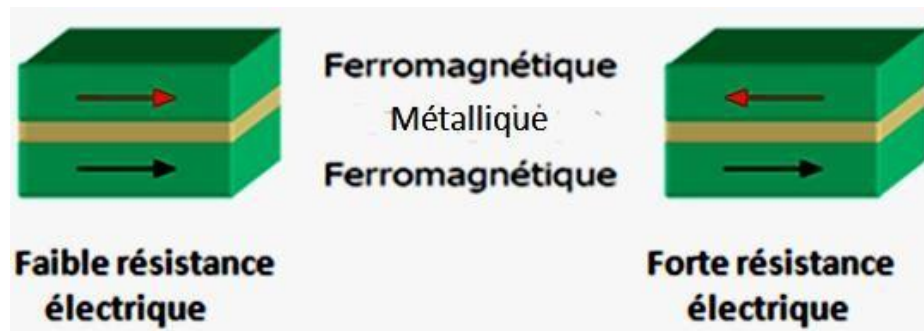 Ferromagnétique
Métallique
Ferromagnétique
Faible résistance
électrique
Forte résistance
électrique